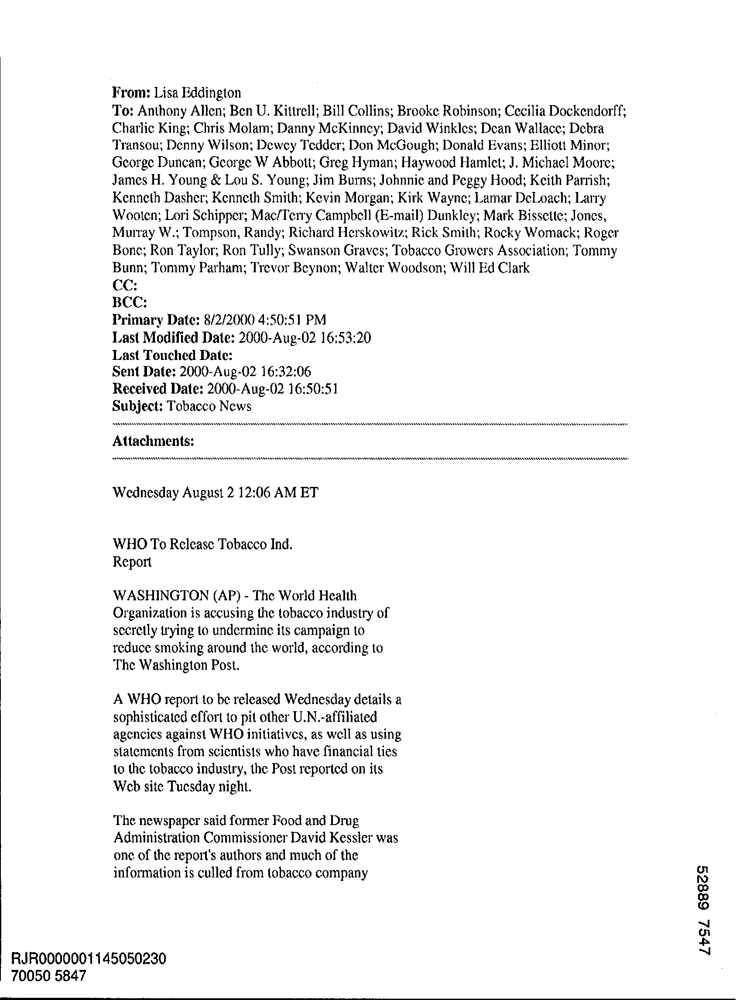 From: Lisa Eddington
To: Anthony Allen; Ben U. Kittrell; Bill Collins; Brooke Robinson; Cecilia Dockendorff;
Charlie King; Chris Molam; Danny McKinney; David Winkles; Dean Wallace; Debra
Transou; Denny Wilson; Dewey Tedder; Don McGough; Donald Evans; Elliott Minor;
George Duncan; George W Abbott; Greg Hyman; Haywood Hamlet; J. Michael Moore;
James H. Young & Lou S. Young; Jim Burns; Johnnie and Peggy Hood; Keith Parrish;
Kenneth Dasher; Kenneth Smith; Kevin Morgan; Kirk Wayne; Lamar DeLoach; Larry
Wooten; Lori Schipper; Mac/Terry Campbell (E-mail) Dunkley; Mark Bissette; Jones,
Murray W.; Tompson, Randy; Richard Herskowitz; Rick Smith; Rocky Womack; Roger
Bone; Ron Taylor; Ron Tully; Swanson Graves; Tobacco Growers Association; Tommy
Bunn; Tommy Parham; Trevor Beynon; Walter Woodson; Will Ed Clark
CC:
BCC:
Primary Date: 8/2/2000 4:50:51 PM
Last Modified Date: 2000-Aug-02 16:53:20
Last Touched Date:
Sent Date: 2000-Aug-02 16:32:06
Received Date: 2000-Aug-02 16:50:51
Subject: Tobacco News
Attachments:
Wednesday August 2 12:06 AM ET
WHO To Release Tobacco Ind.
Report
WASHINGTON (AP) - The World Health
Organization is accusing the tobacco industry of
secretly trying to undermine its campaign to
reduce smoking around the world, according to
The Washington Post.
A WHO report to be released Wednesday details a
sophisticated effort to pit other U.N.-affiliated
agencies against WHO initiatives, as well as using
statements from scientists who have financial ties
to the tobacco industry, the Post reported on its
Web site Tuesday night.
The newspaper said former Food and Drug
Administration Commissioner David Kessler was
one of the report's authors and much of the
information is culled from tobacco company
52889 7547
RJR0000001145050230
70050 5847